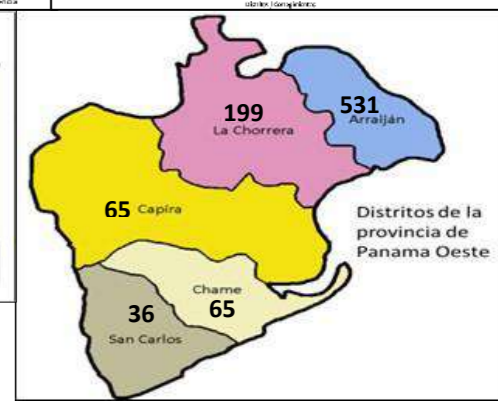 199
La Chorrera
531
Arraiján
65 Capira
Distritos de la
provincia de
Panama Oeste
Chame
65
36
San Carlos